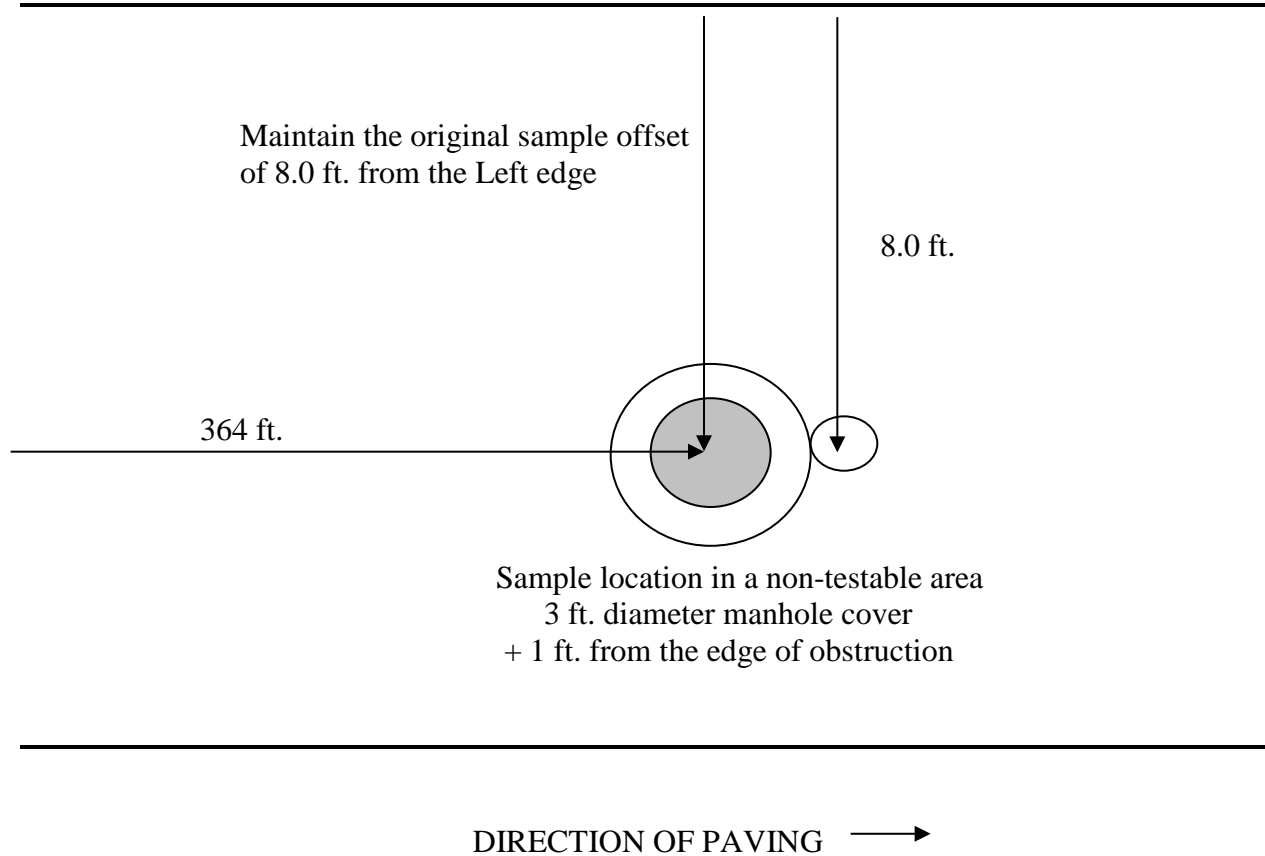 Maintain the original sample offset
of 8.0 ft. from the Left edge
8.0 ft.
364 ft.
Sample location in a non-testable area
3 ft. diameter manhole cover
+ 1 ft. from the edge of obstruction
DIRECTION OF PAVING